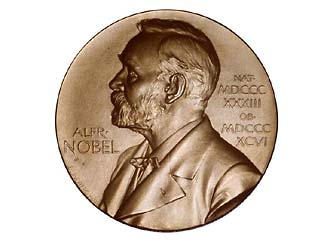 ALFR·
NOBEL
NAT·
MDCCC
XXXIII
OB·
MDCCC
XCVI